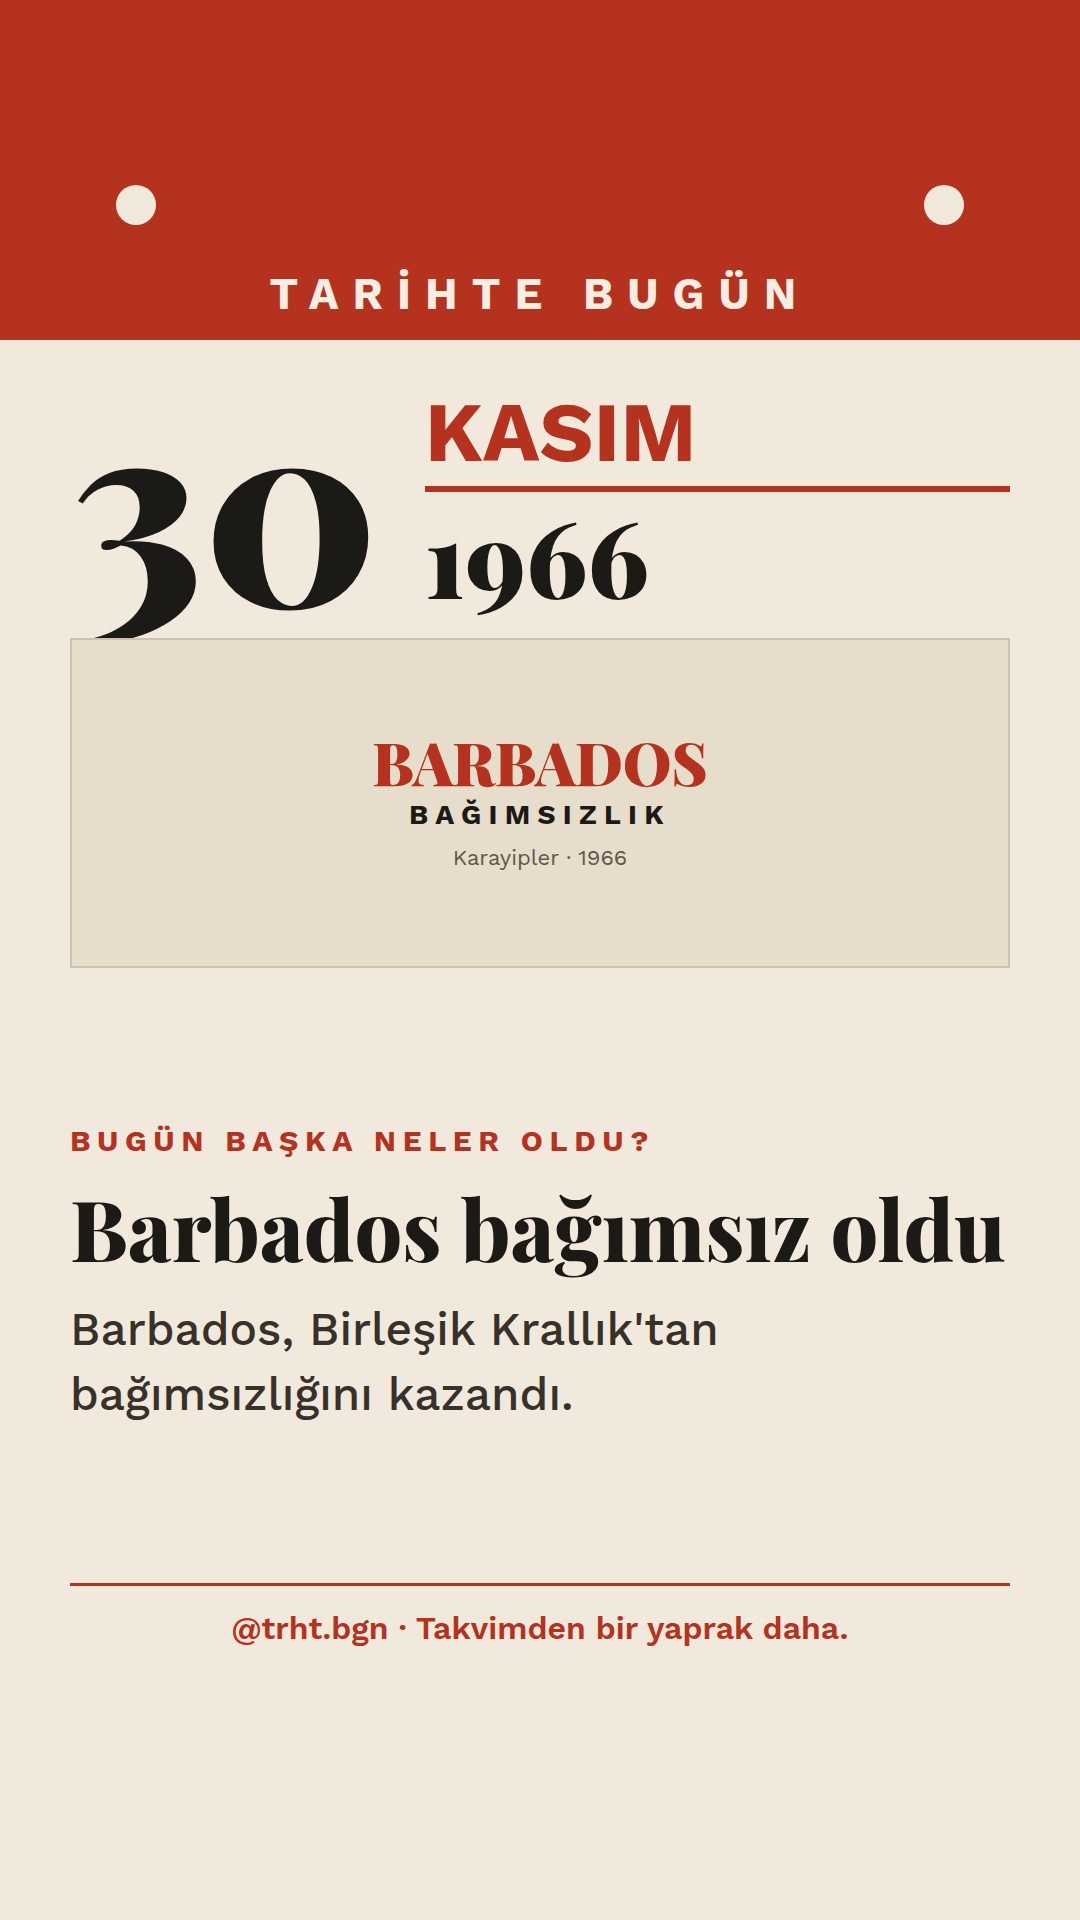 TARİHTE BUGÜN
30
KASIM
1966
BARBADOS
BAĞIMSIZLIK
Karayipler · 1966
BUGÜN BAŞKA NELER OLDU?
Barbados bağımsız oldu
Barbados, Birleşik Krallık'tan
bağımsızlığını kazandı.
@trht.bgn · Takvimden bir yaprak daha.